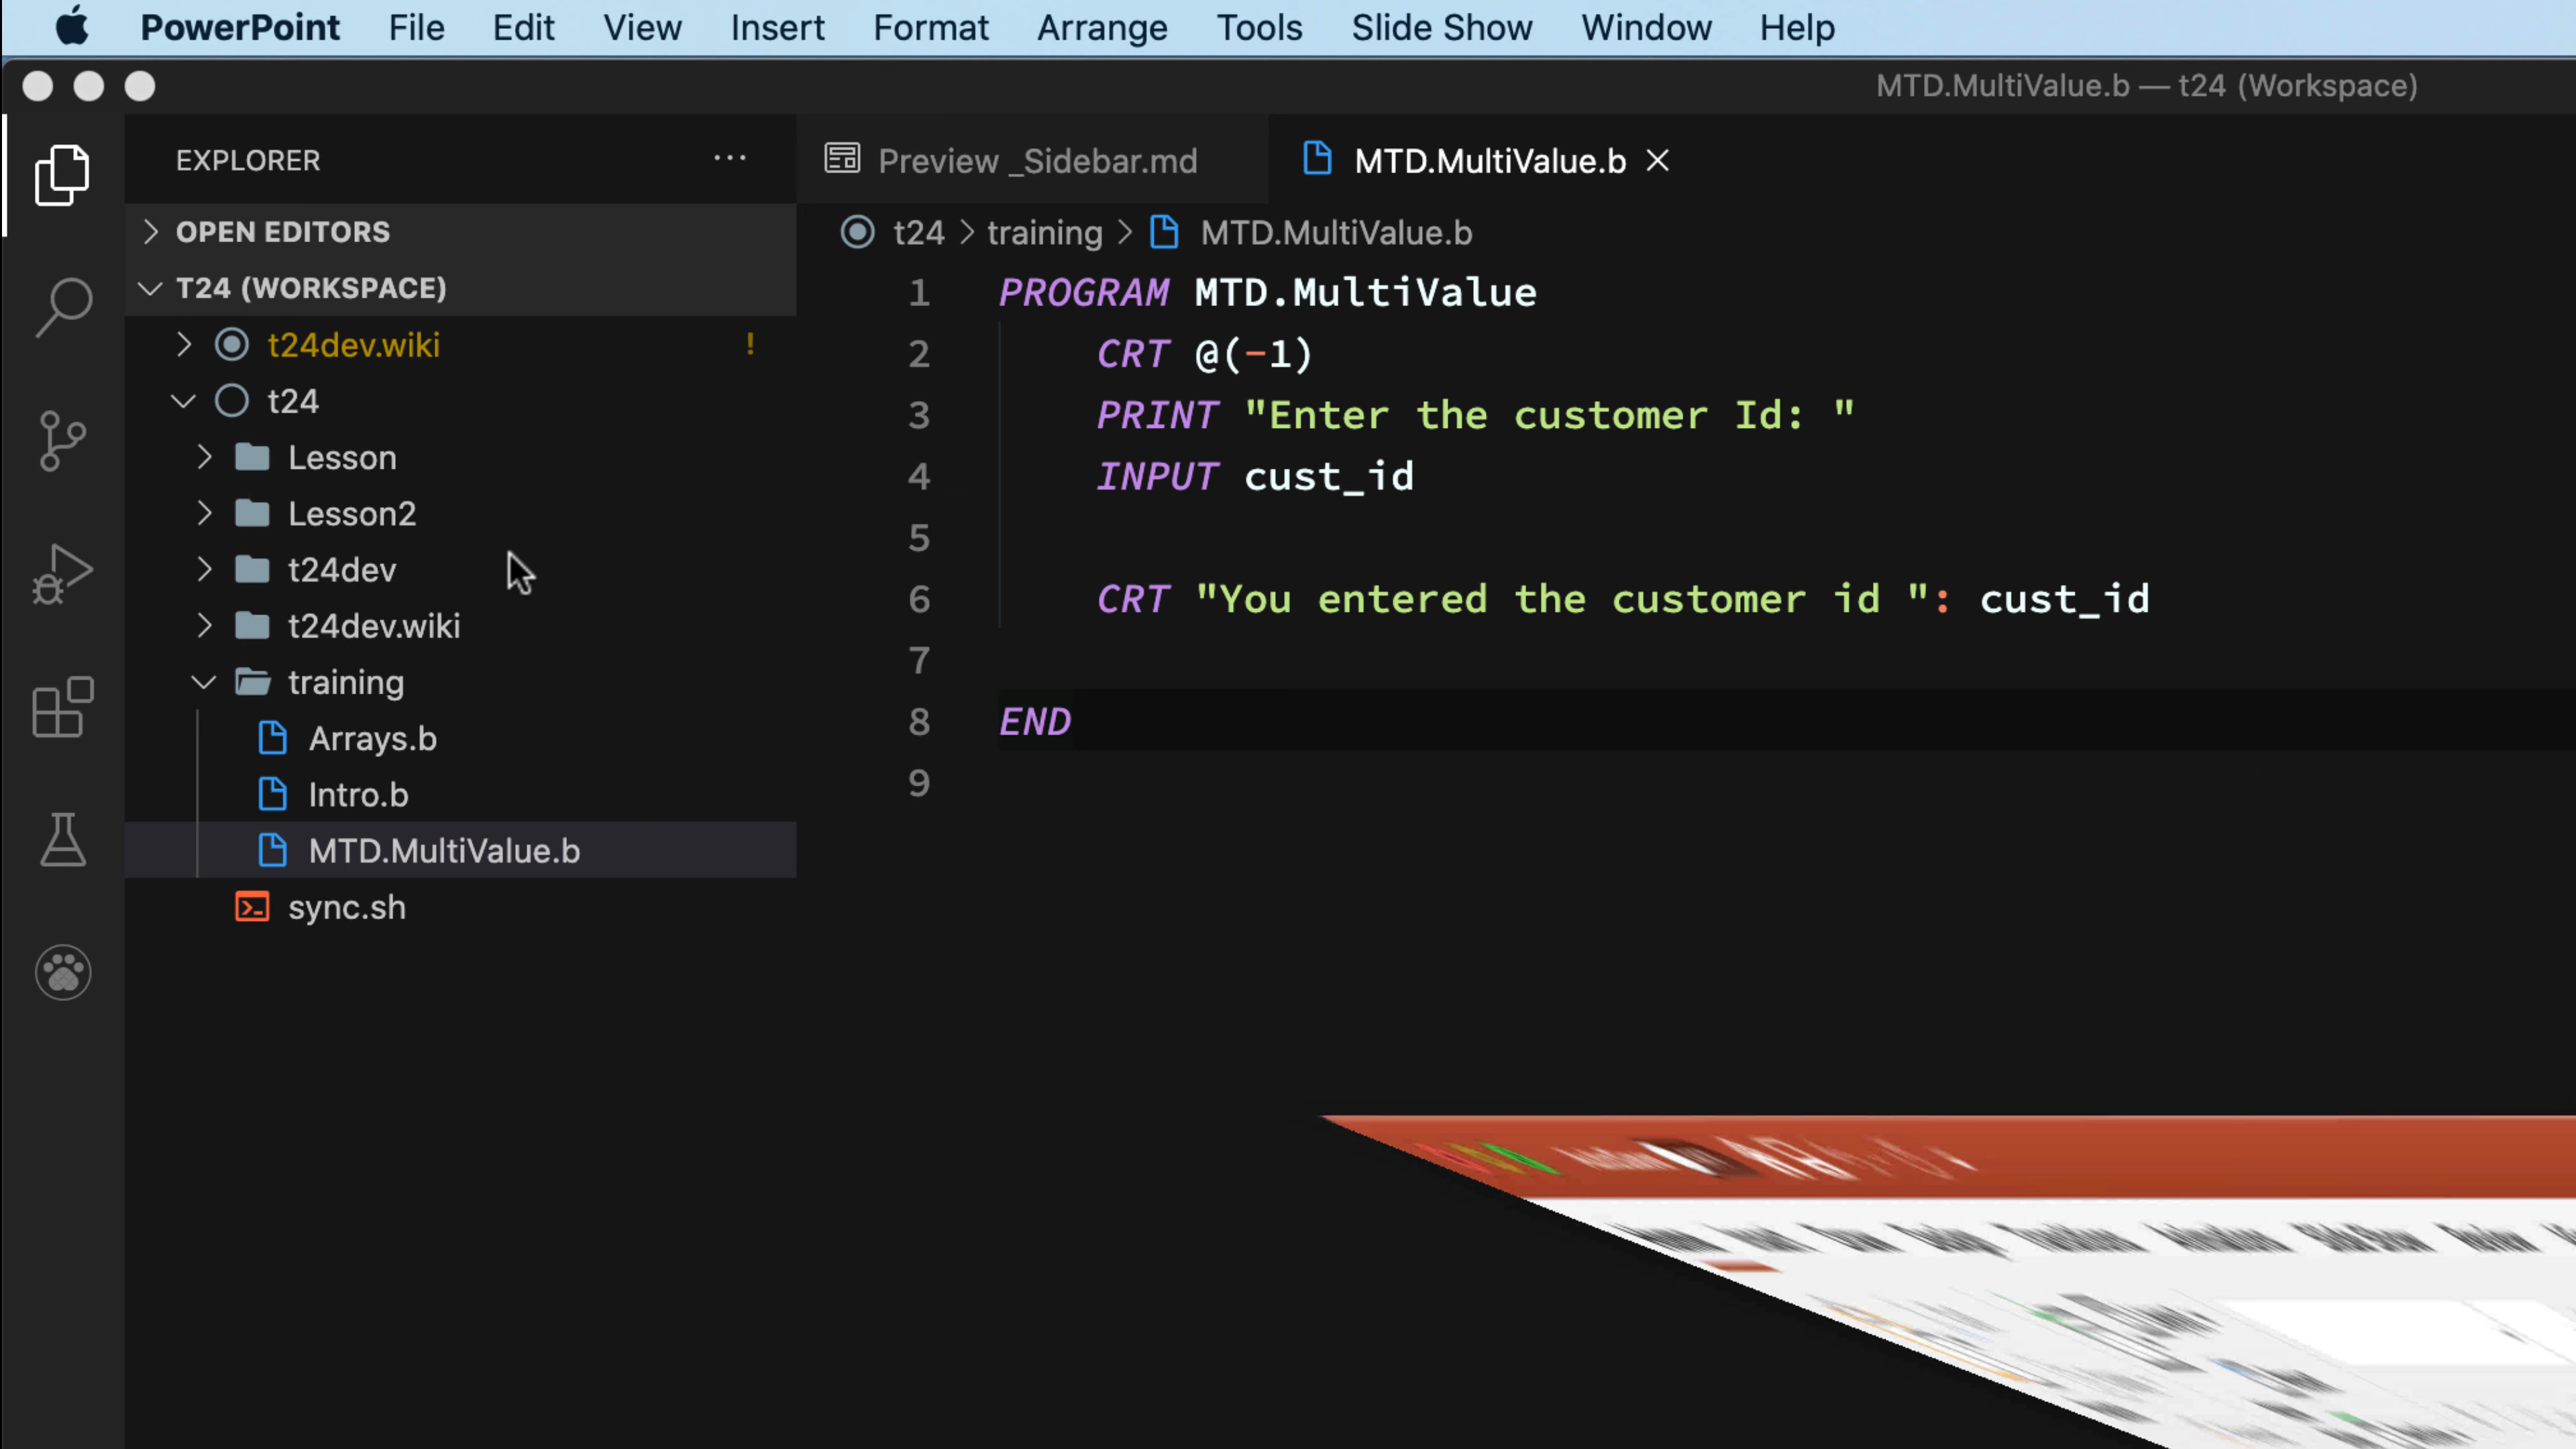 PowerPoint File Edit View Insert Format Arrange Tools Slide Show Window Help
MTD.MultiValue.b — t24 (Workspace)
EXPLORER ...
Preview _Sidebar.md
MTD.MultiValue.b
OPEN EDITORS
T24 (WORKSPACE)
t24dev.wiki !
t24
Lesson
Lesson2
t24dev
t24dev.wiki
training
Arrays.b
Intro.b
MTD.MultiValue.b
sync.sh
t24 > training > MTD.MultiValue.b
1 PROGRAM MTD.MultiValue
2 CRT @(-1)
3 PRINT "Enter the customer Id: "
4 INPUT cust_id
5
6 CRT "You entered the customer id ": cust_id
7
8 END
9